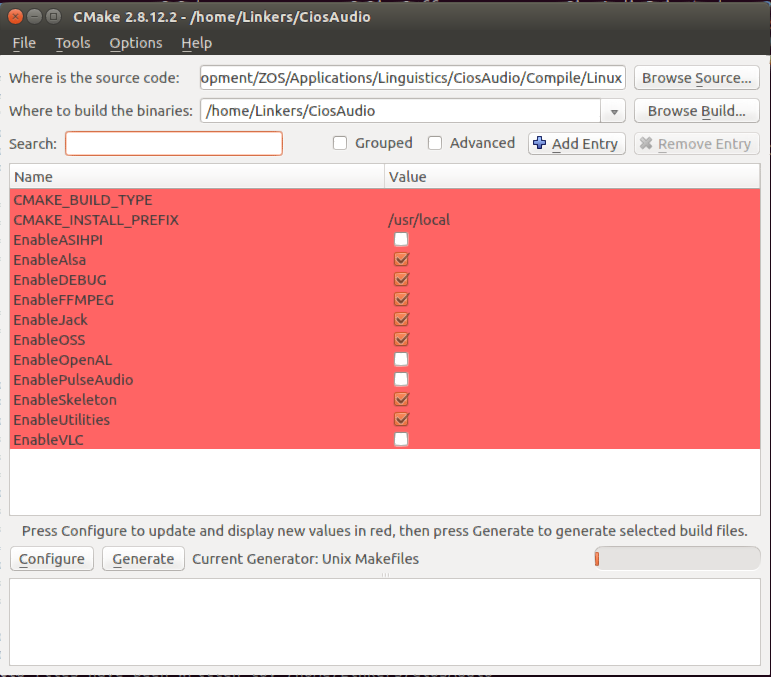 CMake 2.8.12.2 - /home/Linkers/CiosAudio
File Tools Options Help
Where is the source code: opment/ZOS/Applications/Linguistics/CiosAudio/Compile/Linux Browse Source...
Where to build the binaries: /home/Linkers/CiosAudio Browse Build...
Search: Grouped Advanced Add Entry Remove Entry
Name Value
CMAKE_BUILD_TYPE
CMAKE_INSTALL_PREFIX /usr/local
EnableASIHPI
EnableAlsa
EnableDEBUG
EnableFFMPEG
EnableJack
EnableOSS
EnableOpenAL
EnablePulseAudio
EnableSkeleton
EnableUtilities
EnableVLC
Press Configure to update and display new values in red, then press Generate to generate selected build files.
Configure Generate Current Generator: Unix Makefiles